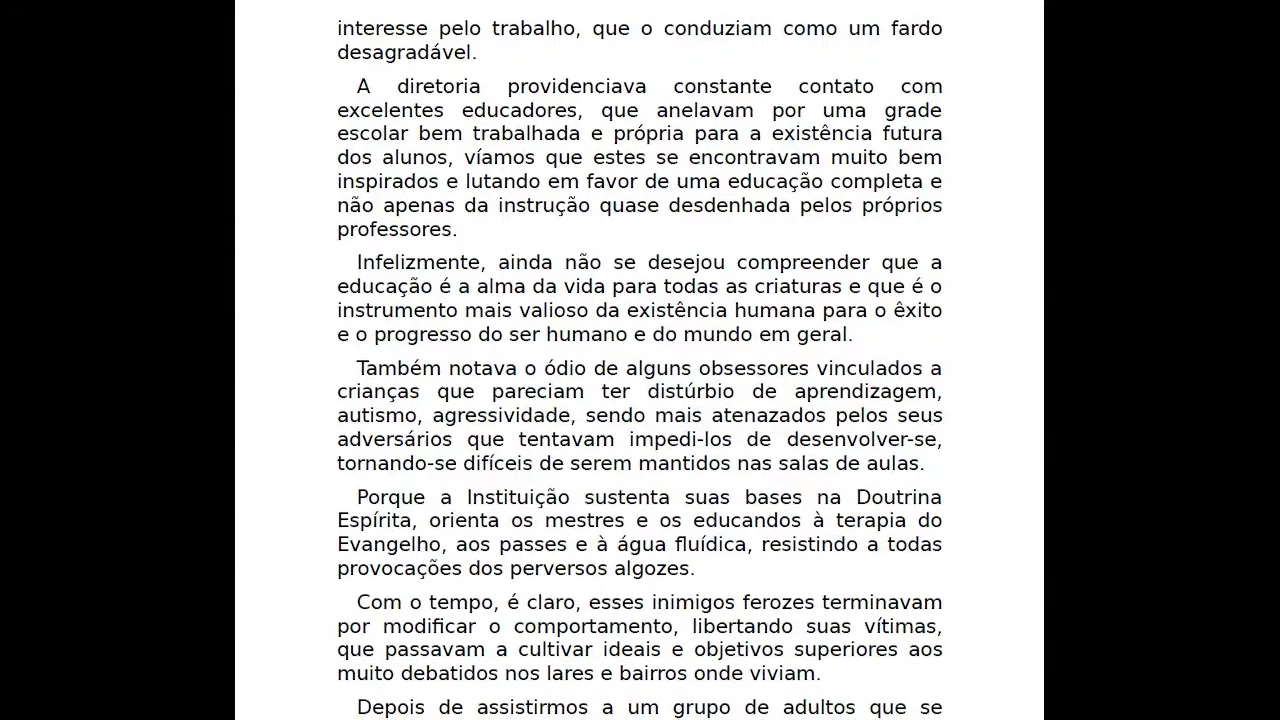 interesse pelo trabalho, que o conduziam como um fardo
desagradável.
A diretoria providenciava constante contato com
excelentes educadores, que anelavam por uma grade
escolar bem trabalhada e própria para a existência futura
dos alunos, víamos que estes se encontravam muito bem
inspirados e lutando em favor de uma educação completa e
não apenas da instrução quase desdenhada pelos próprios
professores.
Infelizmente, ainda não se desejou compreender que a
educação é a alma da vida para todas as criaturas e que é o
instrumento mais valioso da existência humana para o êxito
e o progresso do ser humano e do mundo em geral.
Também notava o ódio de alguns obsessores vinculados a
crianças que pareciam ter distúrbio de aprendizagem,
autismo, agressividade, sendo mais atenazados pelos seus
adversários que tentavam impedi-los de desenvolver-se,
tornando-se difíceis de serem mantidos nas salas de aulas.
Porque a Instituição sustenta suas bases na Doutrina
Espírita, orienta os mestres e os educandos à terapia do
Evangelho, aos passes e à água fluídica, resistindo a todas
provocações dos perversos algozes.
Com o tempo, é claro, esses inimigos ferozes terminavam
por modificar o comportamento, libertando suas vítimas,
que passavam a cultivar ideais e objetivos superiores aos
muito debatidos nos lares e bairros onde viviam.
Depois de assistirmos a um grupo de adultos que se